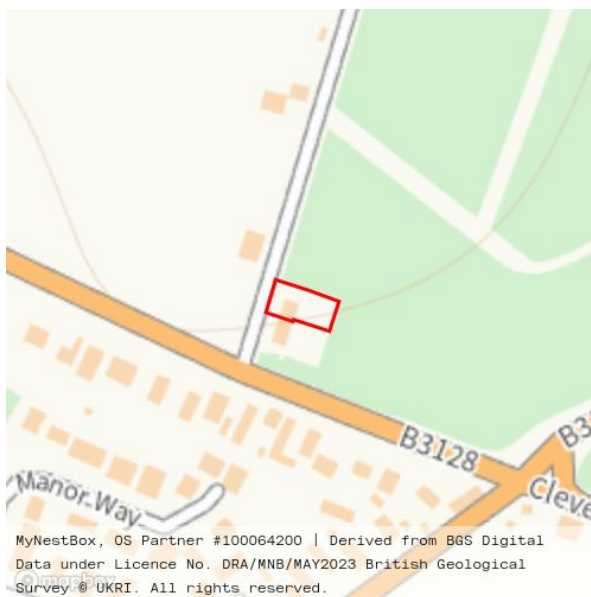 B3128
B3
Cleve
Manor Way
MyNestBox, OS Partner #100064200 | Derived from BGS Digital
Data under Licence No. DRA/MNB/MAY2023 British Geological
Survey © UKRI. All rights reserved.
mapbox